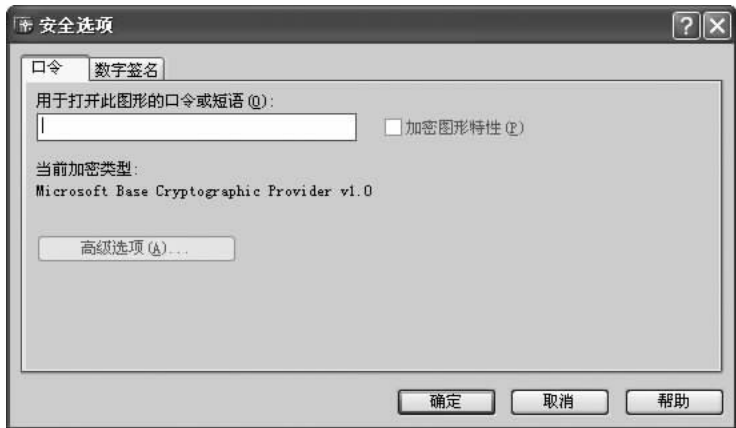 安全选项
口令
数字签名
用于打开此图形的口令或短语(O):
加密图形特性(P)
当前加密类型:
Microsoft Base Cryptographic Provider v1.0
高级选项(A)...
确定
取消
帮助